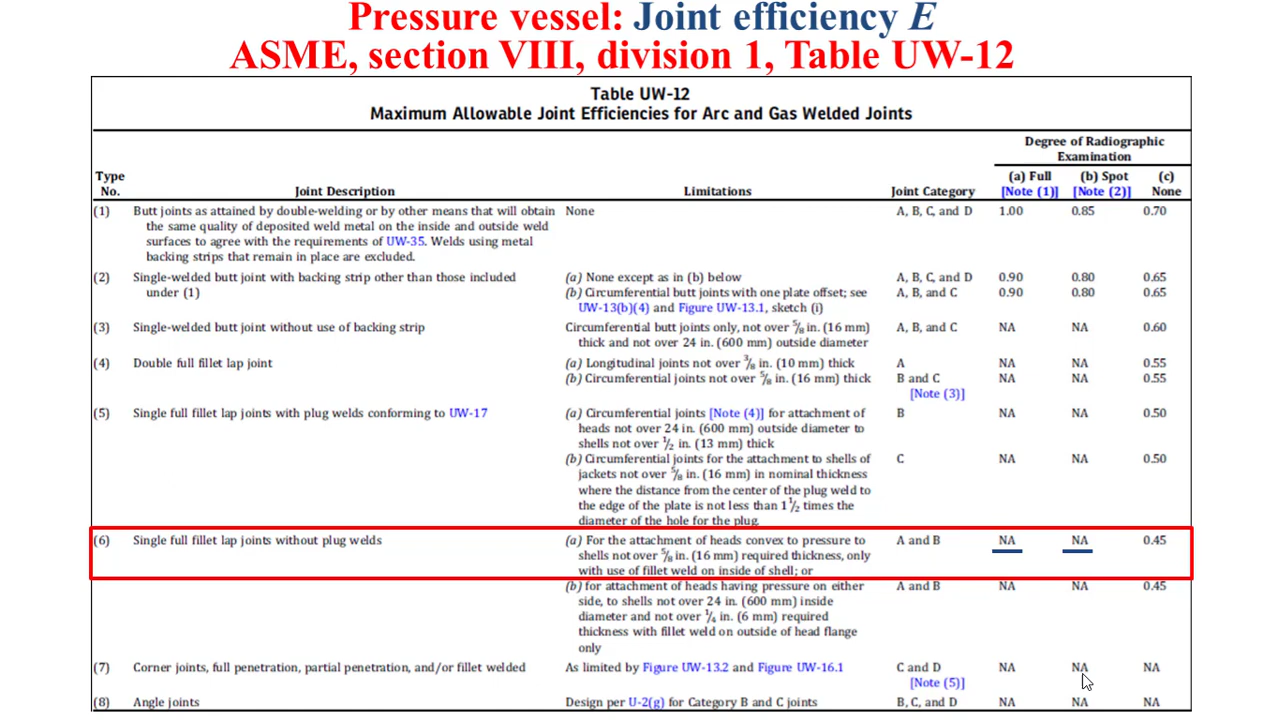 Pressure vessel: Joint efficiency E
ASME, section VIII, division 1, Table UW-12
Table UW-12
Maximum Allowable Joint Efficiencies for Arc and Gas Welded Joints
Degree of Radiographic
Examination
Type No. Joint Description Limitations Joint Category (a) Full [Note (1)] (b) Spot [Note (2)] (c) None
(1) Butt joints as attained by double-welding or by other means that will obtain None A, B, C, and D 1.00 0.85 0.70
the same quality of deposited weld metal on the inside and outside weld
surfaces to agree with the requirements of UW-35. Welds using metal
backing strips that remain in place are excluded.
(2) Single-welded butt joint with backing strip other than those included (a) None except as in (b) below A, B, C, and D 0.90 0.80 0.65
under (1) (b) Circumferential butt joints with one plate offset; see A, B, and C 0.90 0.80 0.65
UW-13(b)(4) and Figure UW-13.1, sketch (i)
(3) Single-welded butt joint without use of backing strip Circumferential butt joints only, not over 5/8 in. (16 mm) A, B, and C NA NA 0.60
thick and not over 24 in. (600 mm) outside diameter
(4) Double full fillet lap joint (a) Longitudinal joints not over 3/8 in. (10 mm) thick A NA NA 0.55
(b) Circumferential joints not over 5/8 in. (16 mm) thick B and C NA NA 0.55
[Note (3)]
(5) Single full fillet lap joints with plug welds conforming to UW-17 (a) Circumferential joints [Note (4)] for attachment of B NA NA 0.50
heads not over 24 in. (600 mm) outside diameter to
shells not over 1/2 in. (13 mm) thick
(b) Circumferential joints for the attachment to shells of C NA NA 0.50
jackets not over 5/8 in. (16 mm) in nominal thickness
where the distance from the center of the plug weld to
the edge of the plate is not less than 1 1/2 times the
diameter of the hole for the plug.
(6) Single full fillet lap joints without plug welds (a) For the attachment of heads convex to pressure to A and B NA NA 0.45
shells not over 5/8 in. (16 mm) required thickness, only
with use of fillet weld on inside of shell; or
(b) for attachment of heads having pressure on either A and B NA NA 0.45
side, to shells not over 24 in. (600 mm) inside
diameter and not over 1/4 in. (6 mm) required
thickness with fillet weld on outside of head flange
only
(7) Corner joints, full penetration, partial penetration, and/or fillet welded As limited by Figure UW-13.2 and Figure UW-16.1 C and D NA NA NA
[Note (5)]
(8) Angle joints Design per U-2(g) for Category B and C joints B, C, and D NA NA NA